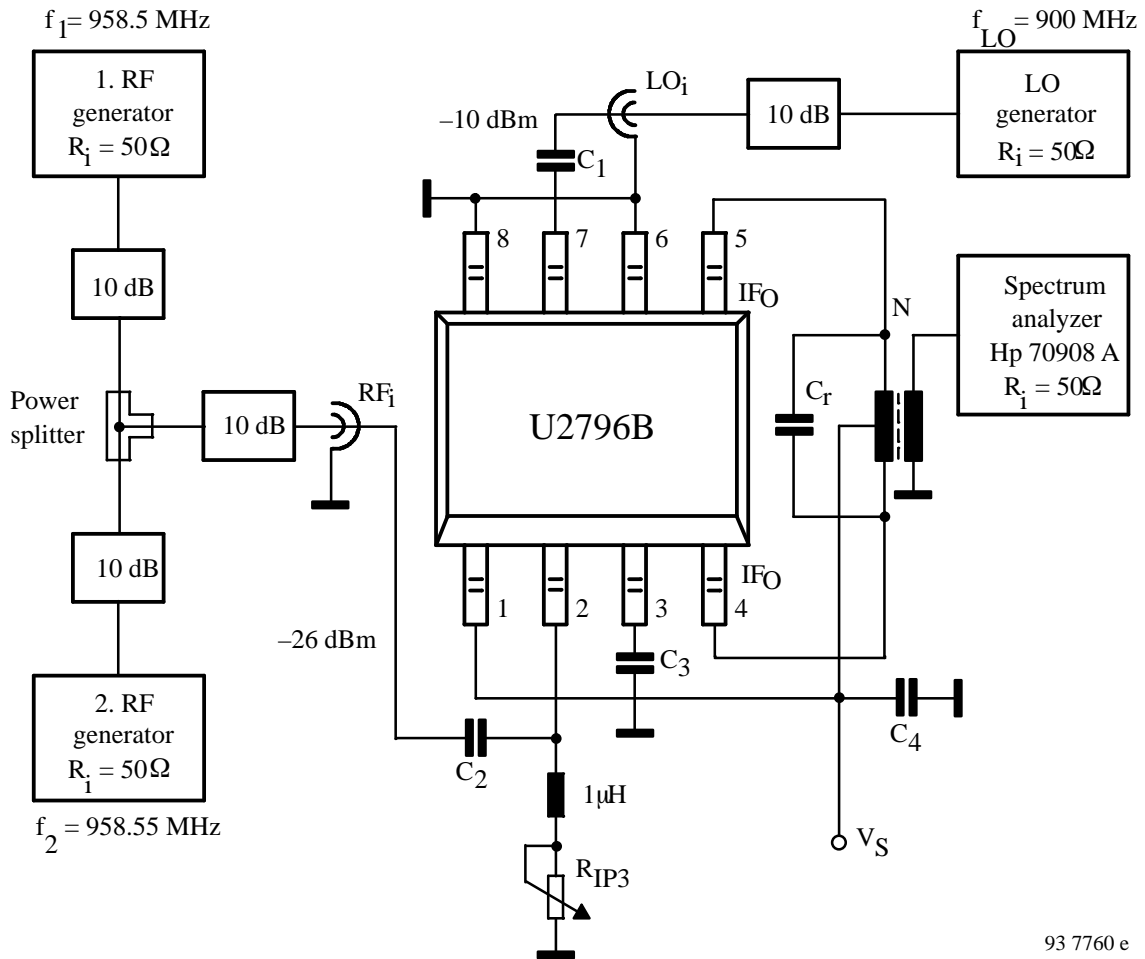 f1 = 958.5 MHz
1. RF
generator
Ri = 50Ω
10 dB
Power
splitter
10 dB
10 dB
2. RF
generator
Ri = 50Ω
f2 = 958.55 MHz
RFi
–26 dBm
–10 dBm
C1
LOi
10 dB
fLO = 900 MHz
LO
generator
Ri = 50Ω
8
7
6
5
IFO
N
Spectrum
analyzer
Hp 70908 A
Ri = 50Ω
Cr
U2796B
IFO
1
2
3
4
C3
C2
C4
1µH
RIP3
VS
93 7760 e